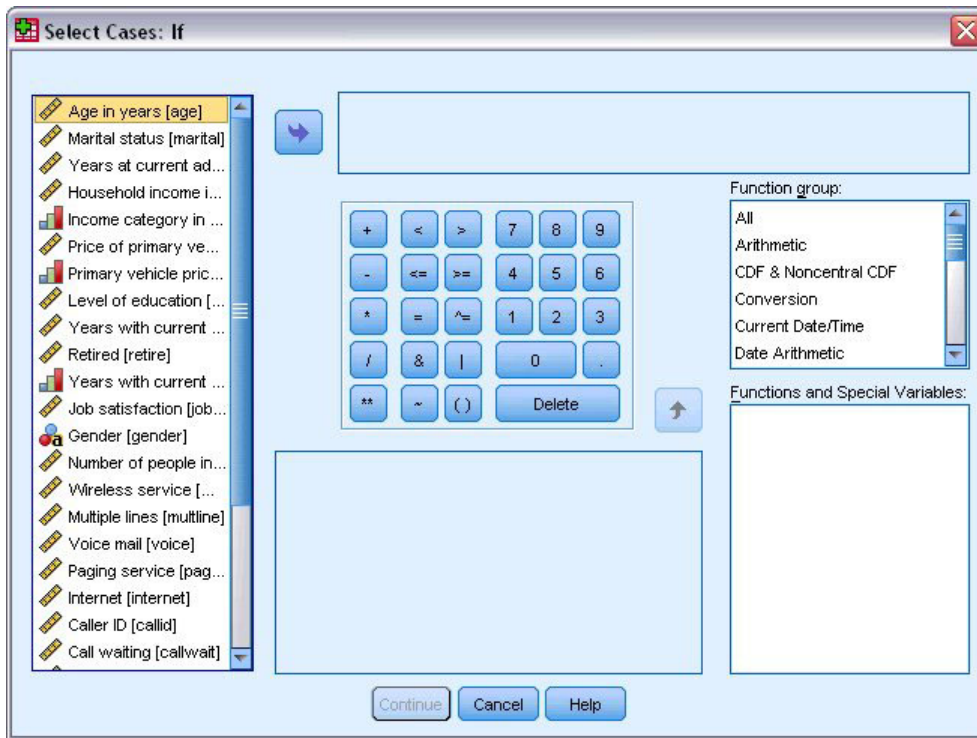 Select Cases: If
Age in years [age]
Marital status [marital]
Years at current ad...
Household income i...
Income category in ...
Price of primary ve...
Primary vehicle pric...
Level of education [...
Years with current ...
Retired [retire]
Years with current ...
Job satisfaction [job...
Gender [gender]
Number of people in...
Wireless service [...
Multiple lines [multline]
Voice mail [voice]
Paging service [pag...
Internet [internet]
Caller ID [callid]
Call waiting [callwait]
+ < > 7 8 9
- <= >= 4 5 6
* = ^= 1 2 3
/ & | 0 .
** ~ ( ) Delete
Function group:
All
Arithmetic
CDF & Noncentral CDF
Conversion
Current Date/Time
Date Arithmetic
Functions and Special Variables:
Continue Cancel Help